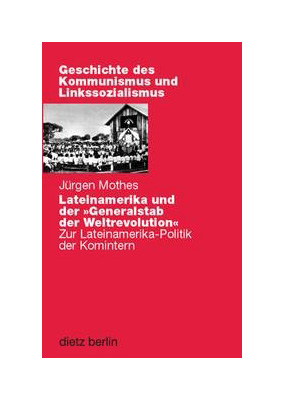 Geschichte des
Kommunismus und
Linkssozialismus
Jürgen Mothes
Lateinamerika und
der »Generalstab
der Weltrevolution«
Zur Lateinamerika-Politik
der Komintern
dietz berlin